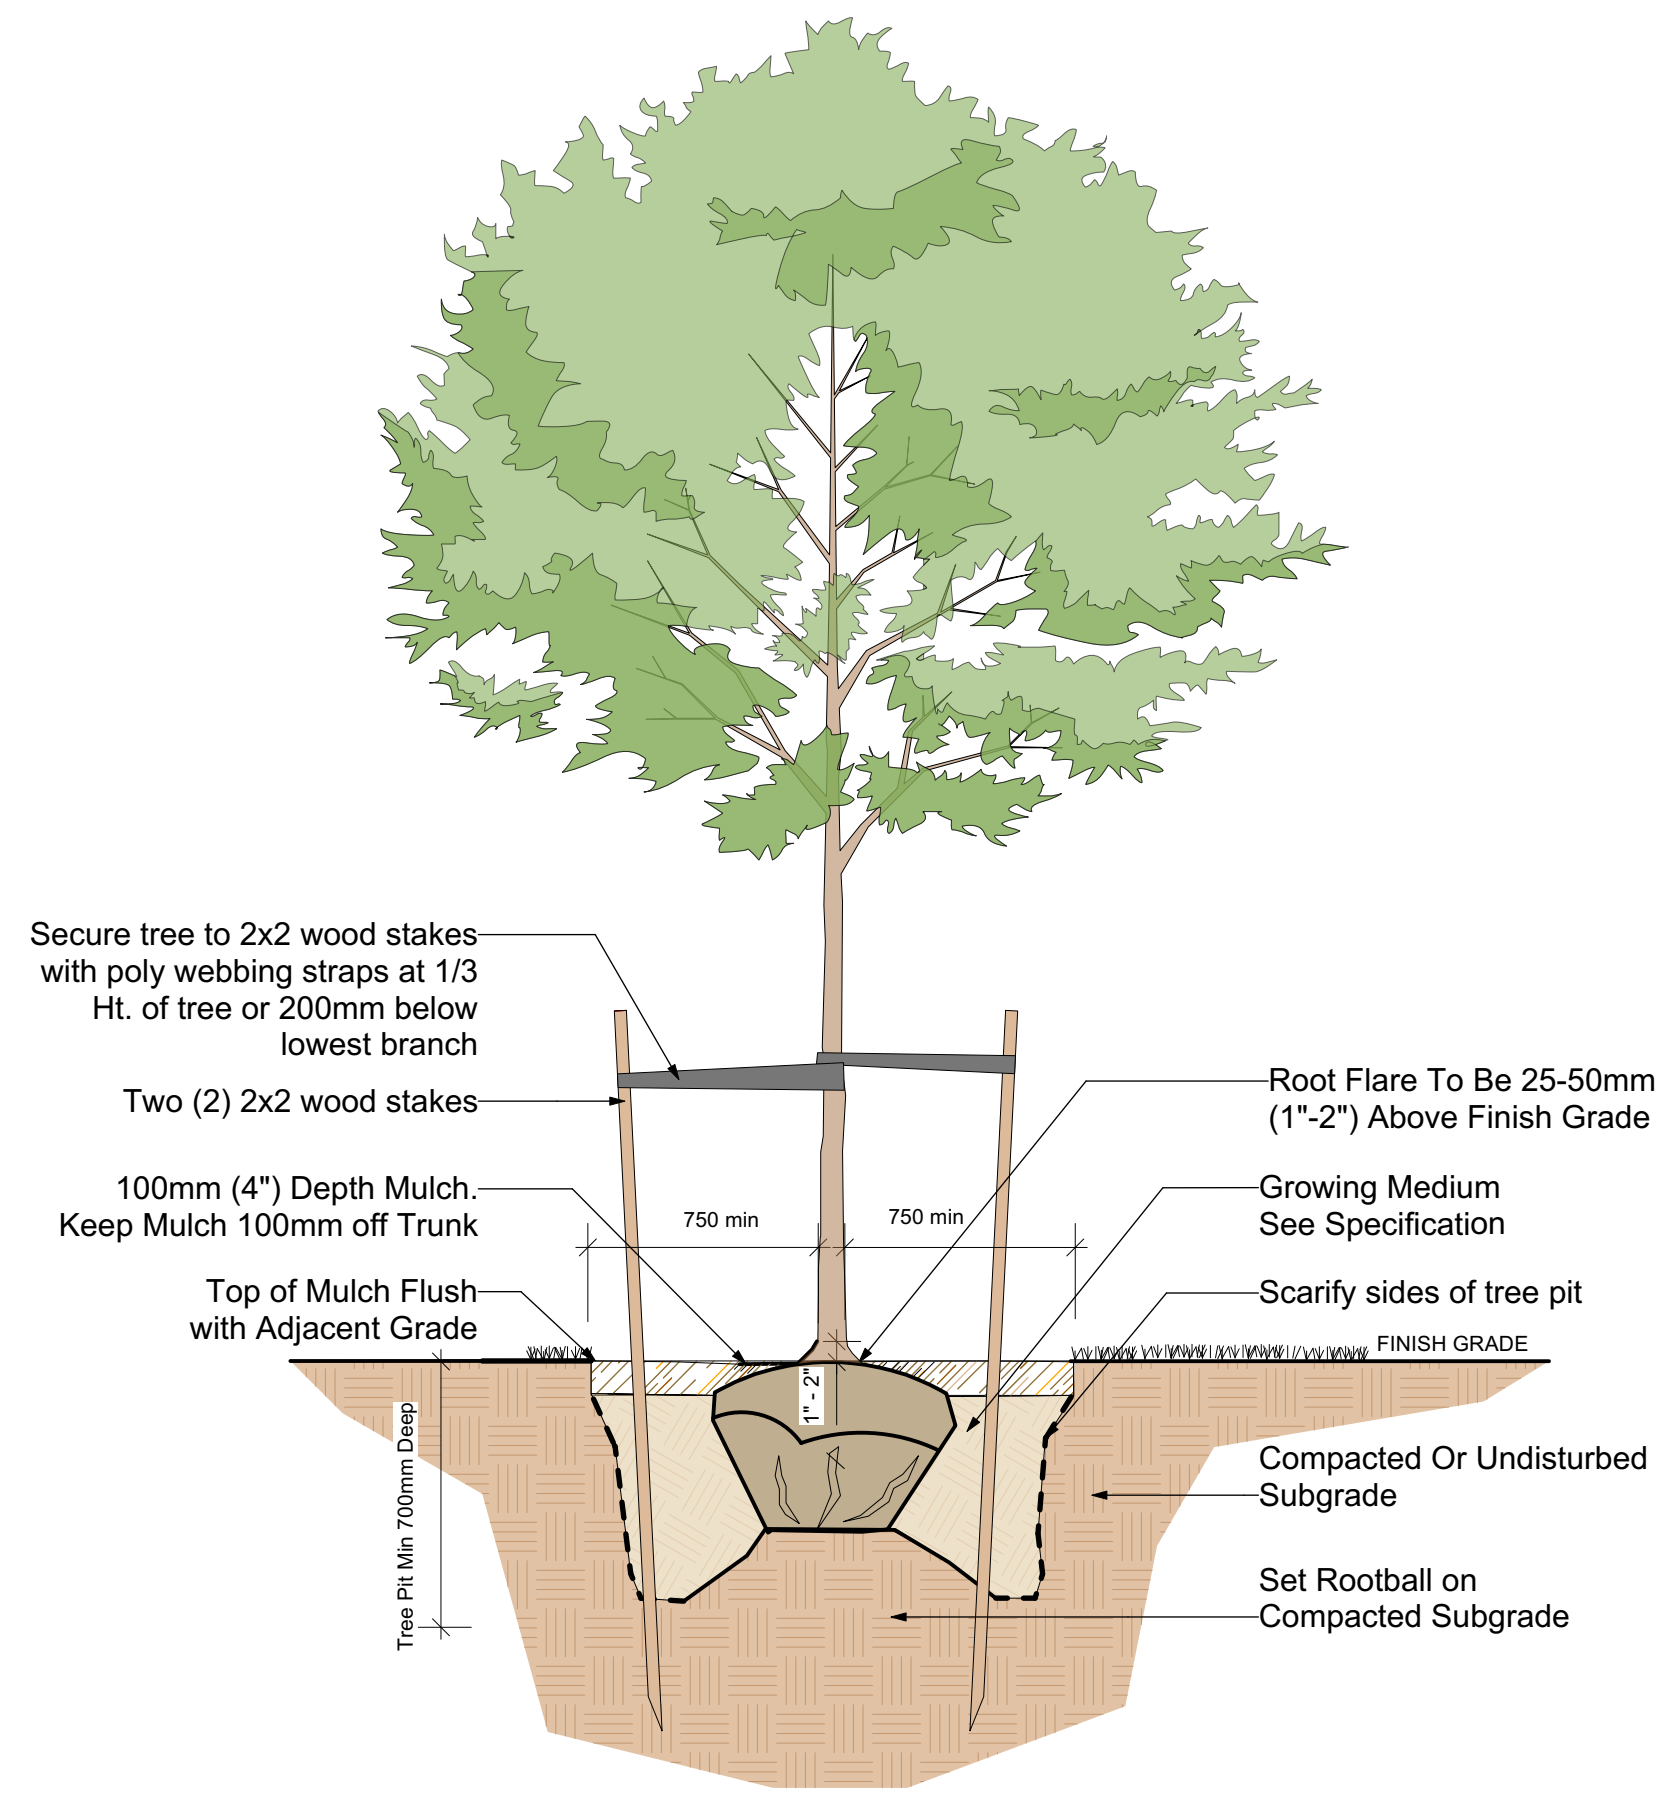 Secure tree to 2x2 wood stakes
with poly webbing straps at 1/3
Ht. of tree or 200mm below
lowest branch
Two (2) 2x2 wood stakes
100mm (4") Depth Mulch.
Keep Mulch 100mm off Trunk
Top of Mulch Flush
with Adjacent Grade
750 min
750 min
Root Flare To Be 25-50mm
(1"-2") Above Finish Grade
Growing Medium
See Specification
Scarify sides of tree pit
FINISH GRADE
1" - 2"
Tree Pit Min 700mm Deep
Compacted Or Undisturbed
Subgrade
Set Rootball on
Compacted Subgrade